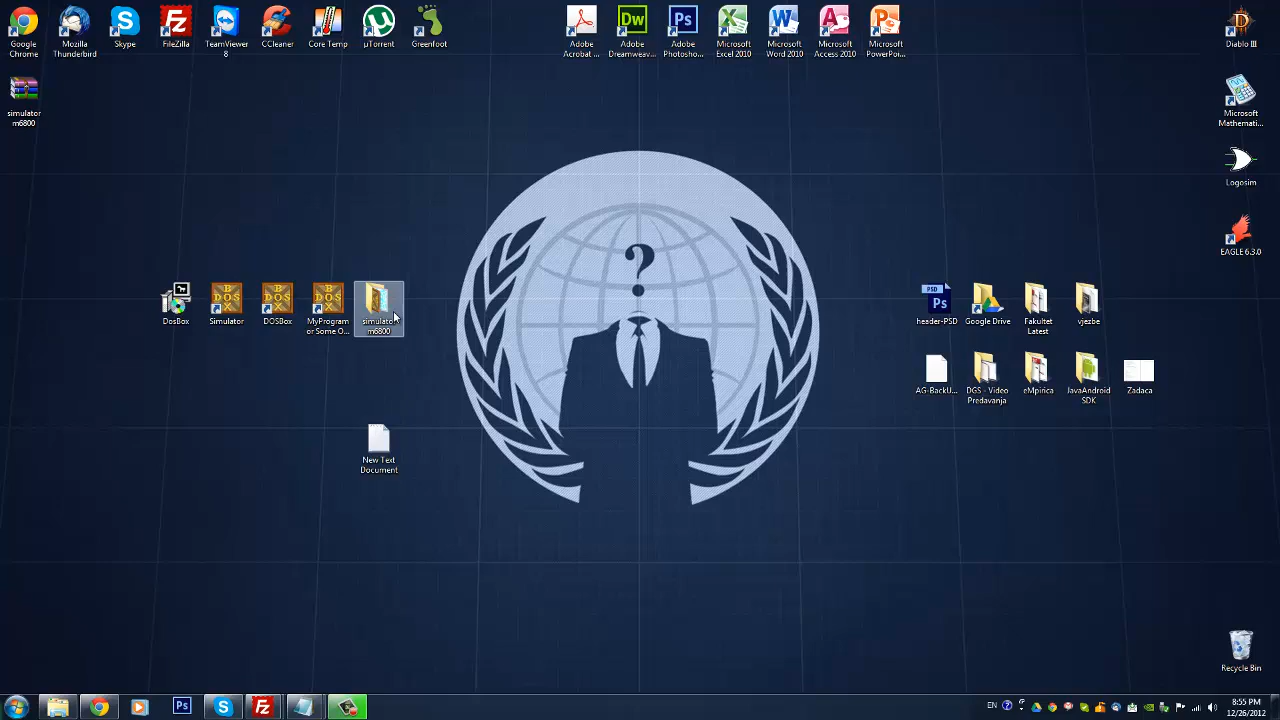 Google
Chrome
Mozilla
Thunderbird
Skype
FileZilla
TeamViewer
8
CCleaner
Core Temp
µTorrent
Greenfoot
Adobe
Acrobat ...
Adobe
Dreamweav...
Adobe
Photosho...
Microsoft
Excel 2010
Microsoft
Word 2010
Microsoft
Access 2010
Microsoft
PowerPoi...
Diablo III
simulator
m6800
Microsoft
Mathemati...
Logosim
EAGLE 6.3.0
DosBox
Simulator
DOSBox
MyProgram
or Some O...
simulator
m6800
header-PSD
Google Drive
Fakultet
Latest
vjezbe
AG-BackU...
DGS - Video
Predavanja
eMpirica
JavaAndroid
SDK
Zadaca
New Text
Document
?
Recycle Bin
EN
8:55 PM
12/26/2012